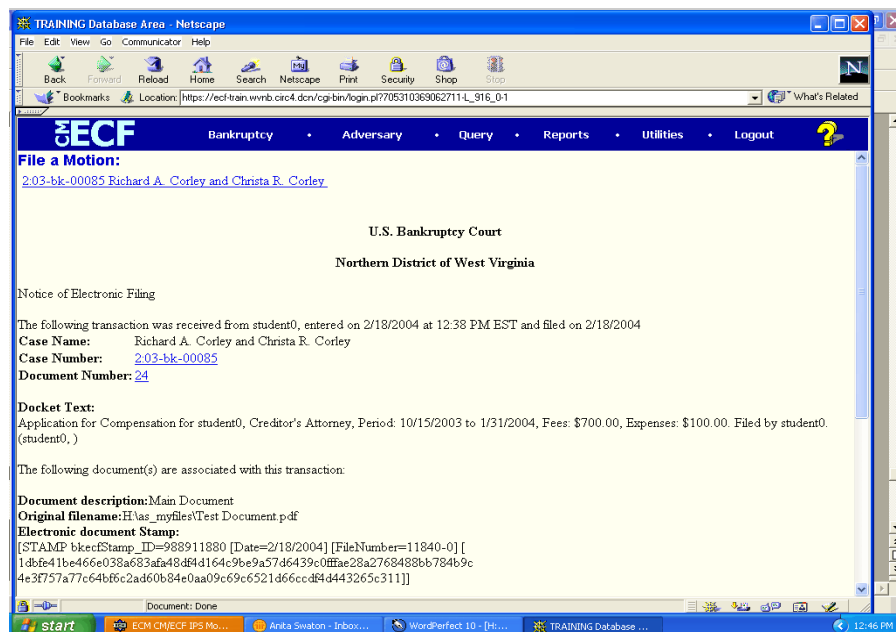 TRAINING Database Area - Netscape
File Edit View Go Communicator Help
Back Forward Reload Home Search Netscape Print Security Shop Stop
Bookmarks Location: https://ecf-train.wvnb.circ4.dcn/cgi-bin/login.pl?705310369062711-L_916_0-1 What's Related
CM ECF Bankruptcy • Adversary • Query • Reports • Utilities • Logout ?
File a Motion:
2:03-bk-00085 Richard A. Corley and Christa R. Corley
U.S. Bankruptcy Court
Northern District of West Virginia
Notice of Electronic Filing
The following transaction was received from student0, entered on 2/18/2004 at 12:38 PM EST and filed on 2/18/2004
Case Name: Richard A. Corley and Christa R. Corley
Case Number: 2:03-bk-00085
Document Number: 24
Docket Text:
Application for Compensation for student0, Creditor's Attorney, Period: 10/15/2003 to 1/31/2004, Fees: $700.00, Expenses: $100.00. Filed by student0.
(student0, )
The following document(s) are associated with this transaction:
Document description:Main Document
Original filename:H:\as_myfiles\Test Document.pdf
Electronic document Stamp:
[STAMP bkecfStamp_ID=988911880 [Date=2/18/2004] [FileNumber=11840-0] [
1dbfe41be466e038a683afa48df4d164c9be9a57d6439c0fffae28a2768488bb784b9c
4e3f757a77c64bf6c2ad60b84e0aa09c69c6521d66ccdf4d443265c311]]
Document: Done
start ECM CM/ECF IPS Mo... Anita Swaton - Inbox... WordPerfect 10 - [H:... TRAINING Database ... 12:46 PM